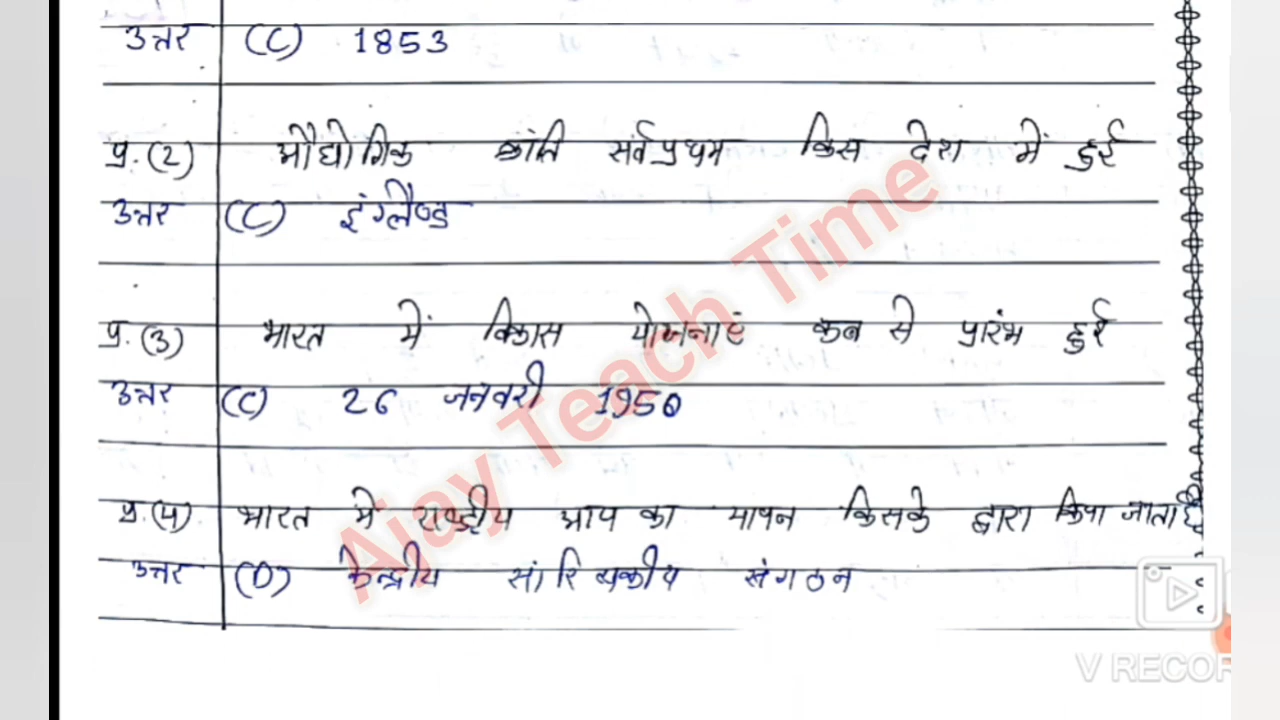 उत्तर (C) 1853
प्र.(2) औद्योगिक क्रांति सर्वप्रथम किस देश में हुई
उत्तर (C) इंग्लैण्ड
प्र.(3) भारत में विकास योजनाएं कब से प्रारंभ हुई
उत्तर (C) 26 जनवरी 1950
प्र.(4) भारत मे राष्ट्रीय आय का मापन किसके द्वारा किया जाता है
उत्तर (D) केन्द्रीय सांख्यिकीय संगठन
Ajay Teach Time
V RECOR